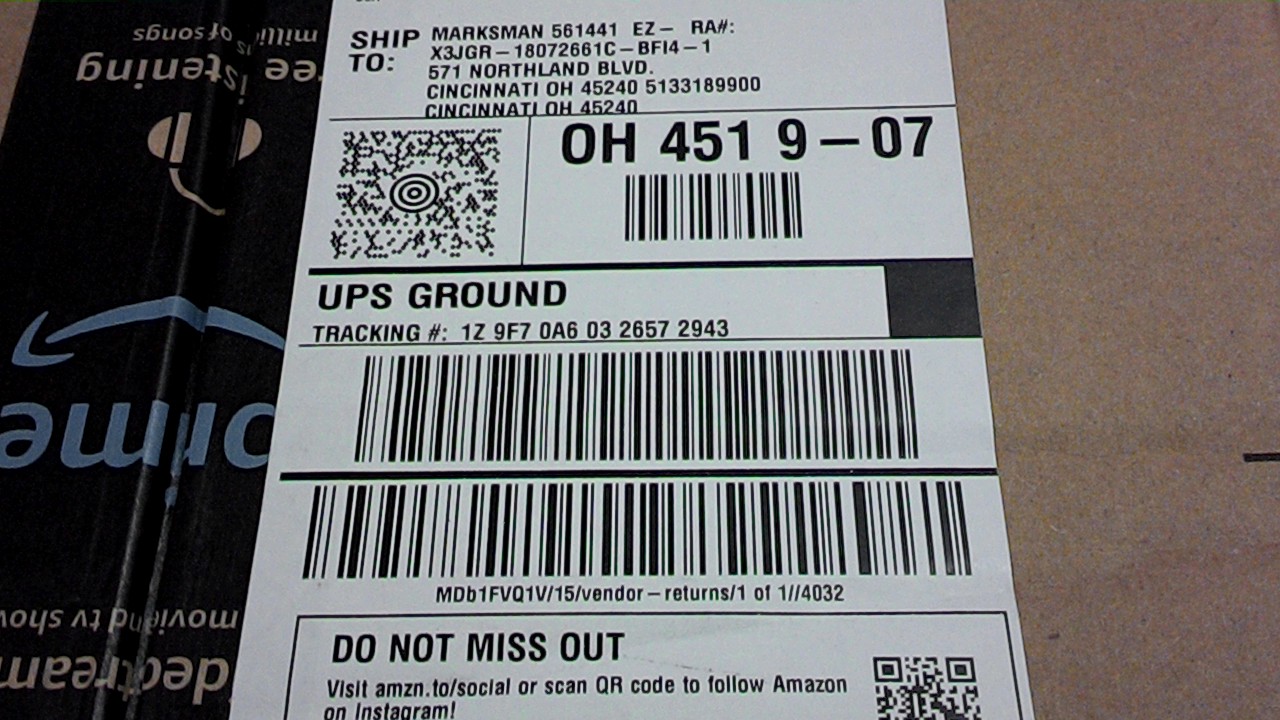 SHIP TO:
MARKSMAN 561441 EZ- RA#:
X3JGR-18072661C-BFI4-1
571 NORTHLAND BLVD.
CINCINNATI OH 45240 5133189900
CINCINNATI OH 45240
OH 451 9-07
UPS GROUND
TRACKING #: 1Z 9F7 0A6 03 2657 2943
MDb1FVQ1V/15/vendor-returns/1 of 1//4032
DO NOT MISS OUT
Visit amzn.to/social or scan QR code to follow Amazon
on Instagram!